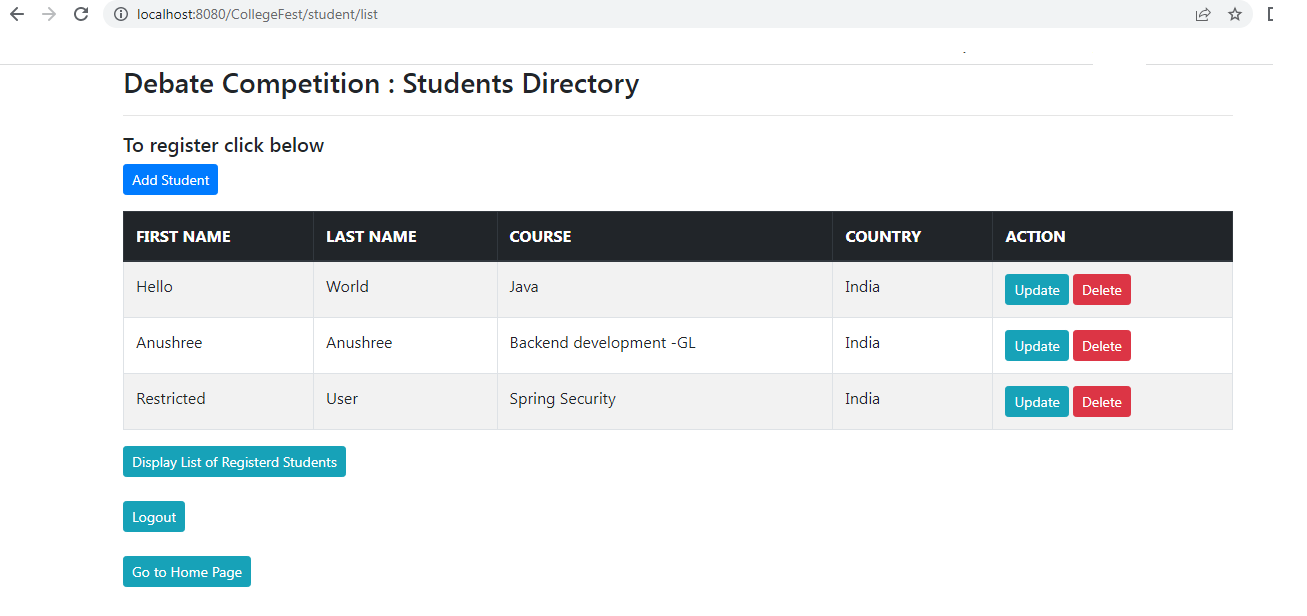 localhost:8080/CollegeFest/student/list
Debate Competition : Students Directory
To register click below
Add Student
FIRST NAME LAST NAME COURSE COUNTRY ACTION
Hello World Java India Update Delete
Anushree Anushree Backend development -GL India Update Delete
Restricted User Spring Security India Update Delete
Display List of Registerd Students
Logout
Go to Home Page